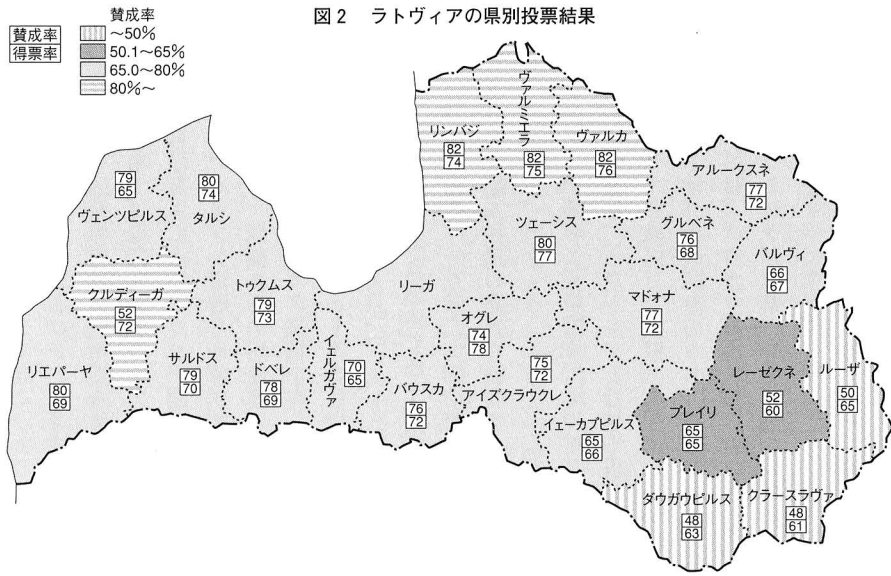 図2 ラトヴィアの県別投票結果
賛成率
得票率
賛成率
～50%
50.1～65%
65.0～80%
80%～
リンバジ
82
74
ヴァルミエラ
82
75
ヴァルカ
82
76
アルークスネ
77
72
ヴェンツピルス
79
65
タルシ
80
74
ツェーシス
80
77
グルベネ
76
68
バルヴィ
66
67
クルディーガ
52
72
トゥクムス
79
73
リーガ
オグレ
74
78
マドォナ
77
72
リエパーヤ
80
69
サルドス
79
70
ドベレ
78
69
イェルガヴァ
70
65
バウスカ
76
72
アイズクラウクレ
75
72
イェーカブピルス
65
66
プレイリ
65
65
レーゼクネ
52
60
ルーザ
50
65
ダウガウピルス
48
63
クラースラヴァ
48
61